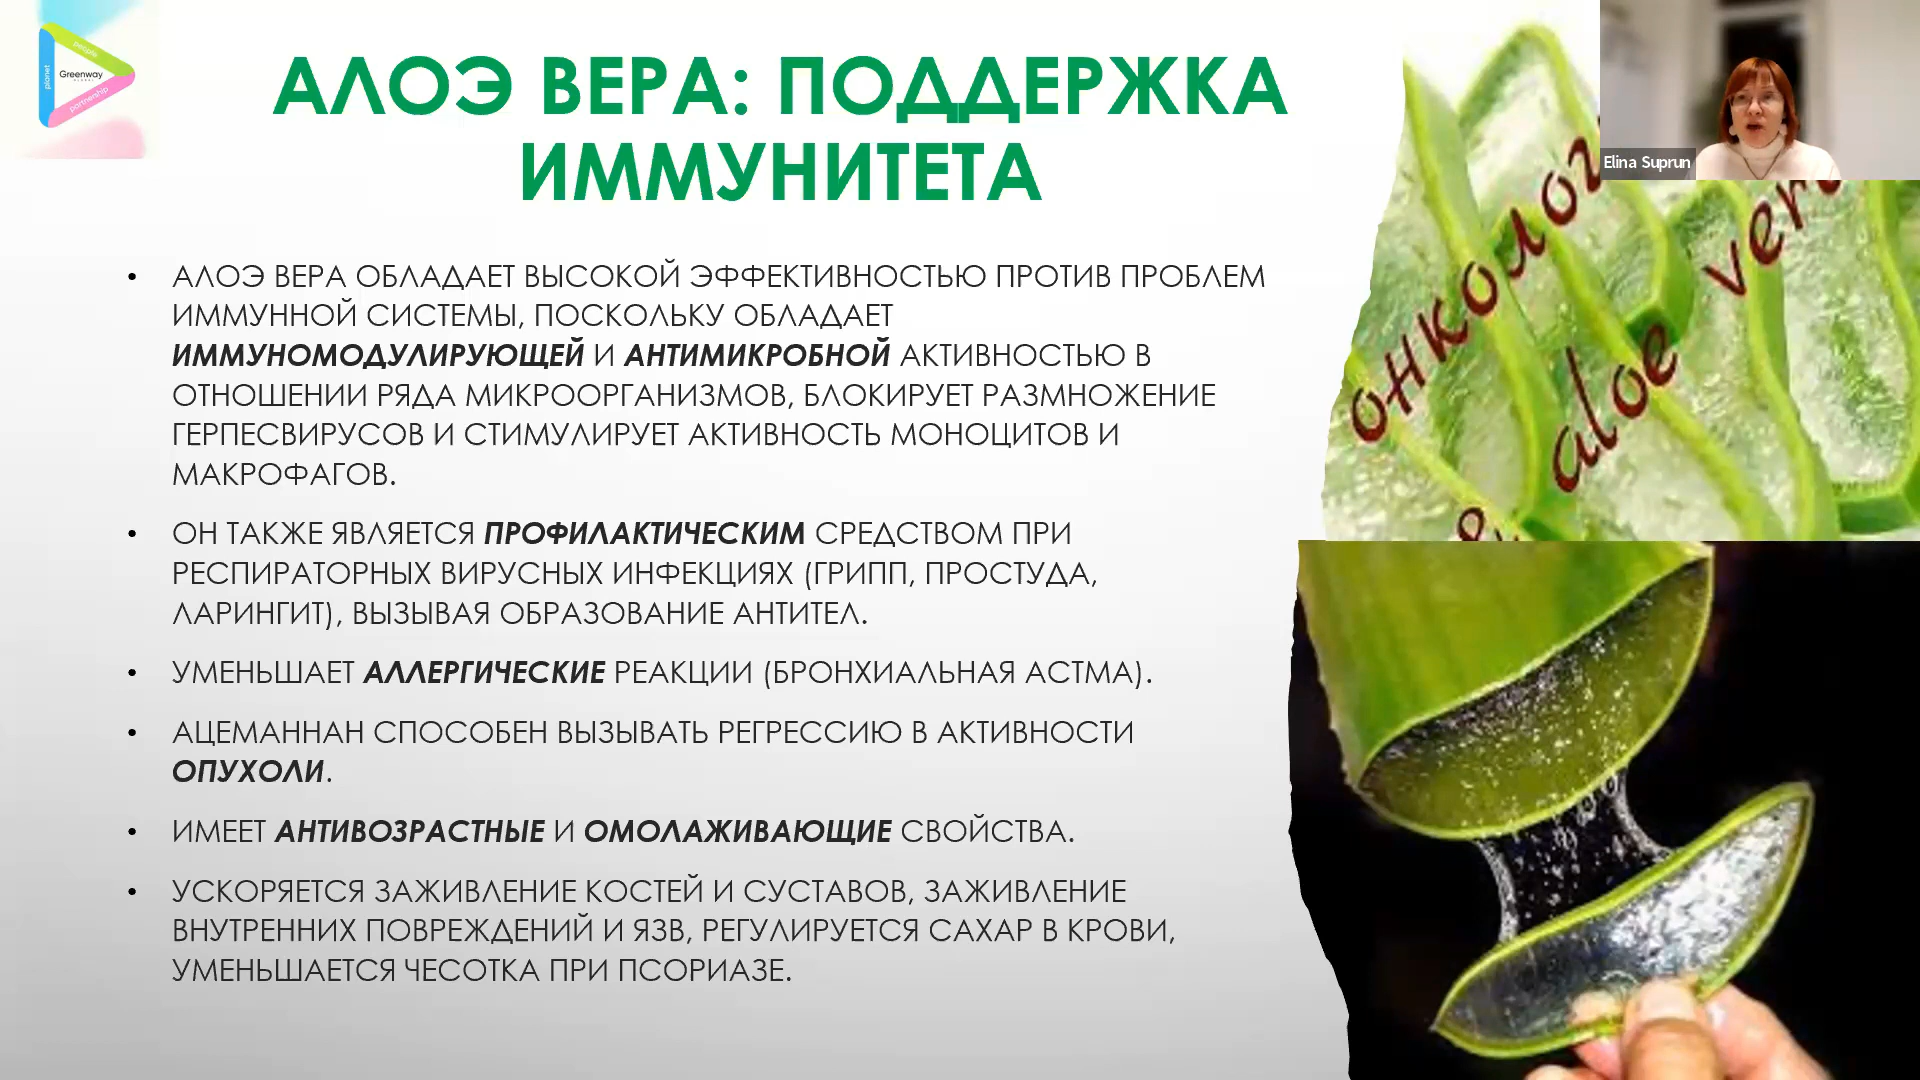 people
planet
Greenway
GLOBAL
partnership
АЛОЭ ВЕРА: ПОДДЕРЖКА
ИММУНИТЕТА
Elina Suprun
• АЛОЭ ВЕРА ОБЛАДАЕТ ВЫСОКОЙ ЭФФЕКТИВНОСТЬЮ ПРОТИВ ПРОБЛЕМ
ИММУННОЙ СИСТЕМЫ, ПОСКОЛЬКУ ОБЛАДАЕТ
ИММУНОМОДУЛИРУЮЩЕЙ И АНТИМИКРОБНОЙ АКТИВНОСТЬЮ В
ОТНОШЕНИИ РЯДА МИКРООРГАНИЗМОВ, БЛОКИРУЕТ РАЗМНОЖЕНИЕ
ГЕРПЕСВИРУСОВ И СТИМУЛИРУЕТ АКТИВНОСТЬ МОНОЦИТОВ И
МАКРОФАГОВ.
• ОН ТАКЖЕ ЯВЛЯЕТСЯ ПРОФИЛАКТИЧЕСКИМ СРЕДСТВОМ ПРИ
РЕСПИРАТОРНЫХ ВИРУСНЫХ ИНФЕКЦИЯХ (ГРИПП, ПРОСТУДА,
ЛАРИНГИТ), ВЫЗЫВАЯ ОБРАЗОВАНИЕ АНТИТЕЛ.
• УМЕНЬШАЕТ АЛЛЕРГИЧЕСКИЕ РЕАКЦИИ (БРОНХИАЛЬНАЯ АСТМА).
• АЦЕМАННАН СПОСОБЕН ВЫЗЫВАТЬ РЕГРЕССИЮ В АКТИВНОСТИ
ОПУХОЛИ.
• ИМЕЕТ АНТИВОЗРАСТНЫЕ И ОМОЛАЖИВАЮЩИЕ СВОЙСТВА.
• УСКОРЯЕТСЯ ЗАЖИВЛЕНИЕ КОСТЕЙ И СУСТАВОВ, ЗАЖИВЛЕНИЕ
ВНУТРЕННИХ ПОВРЕЖДЕНИЙ И ЯЗВ, РЕГУЛИРУЕТСЯ САХАР В КРОВИ,
УМЕНЬШАЕТСЯ ЧЕСОТКА ПРИ ПСОРИАЗЕ.
онколог
aloe vera